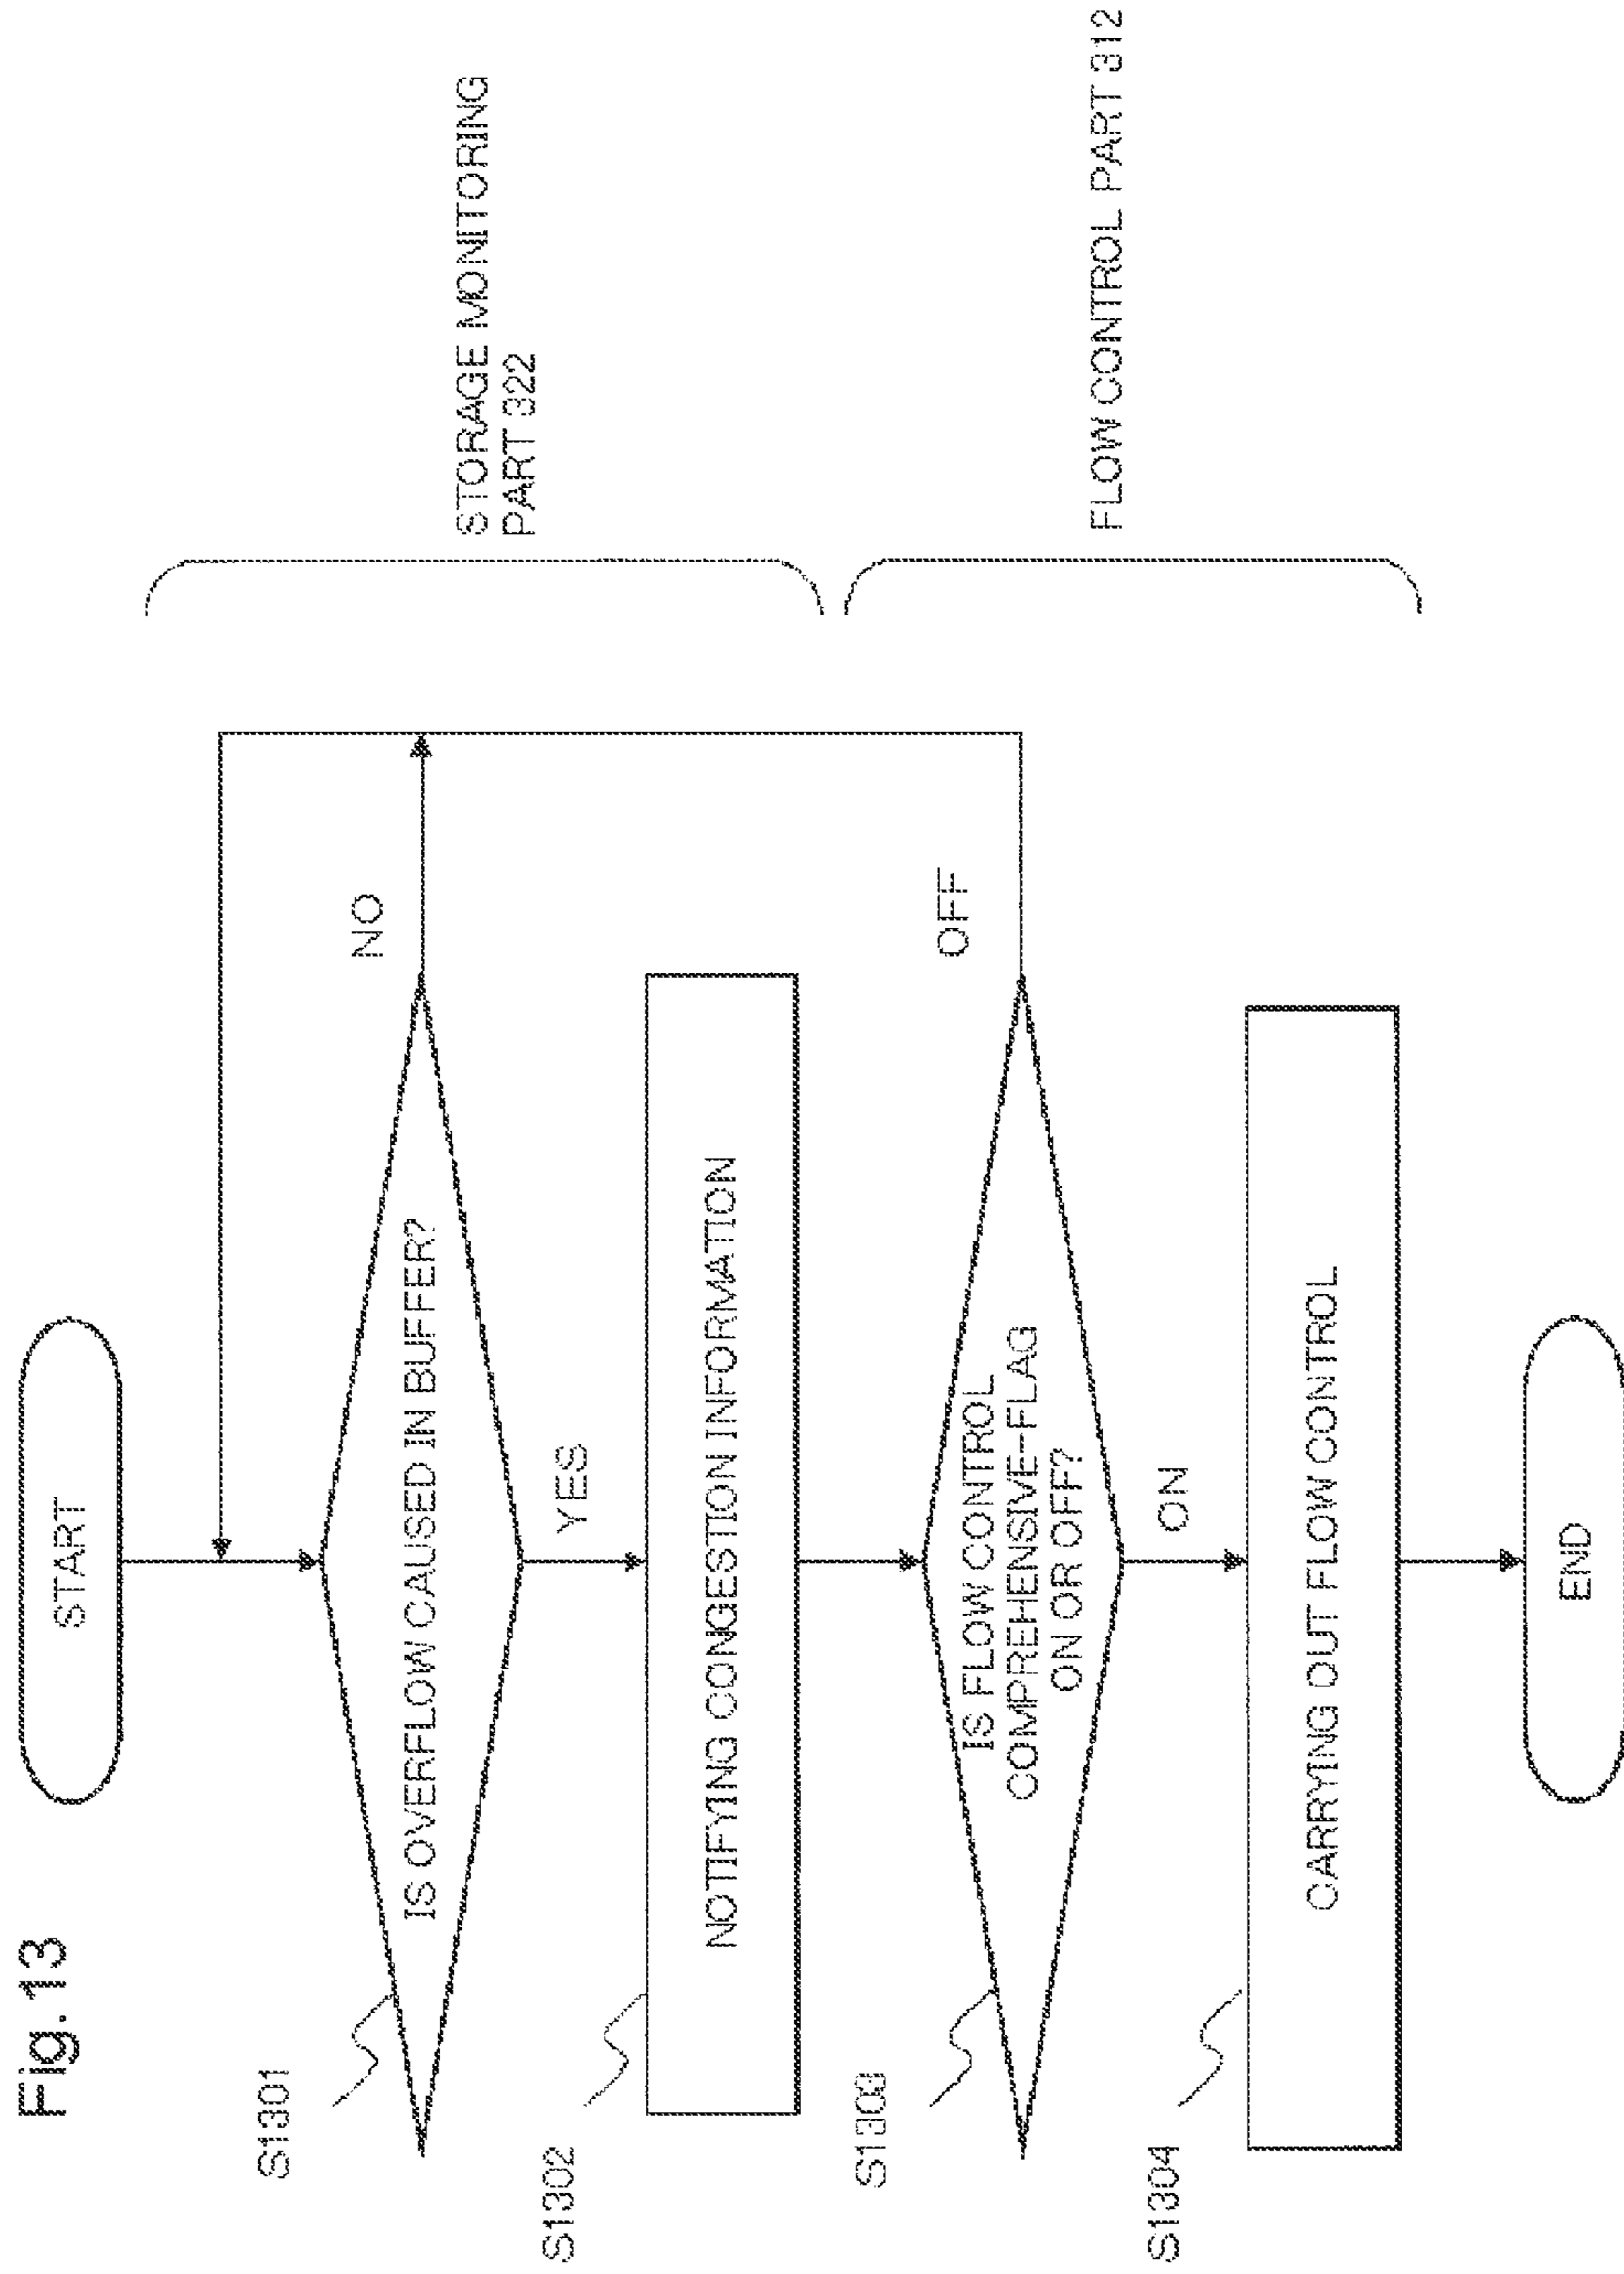 Fig.13
START
S1301
IS OVERFLOW CAUSED IN BUFFER?
NO
YES
STORAGE MONITORING
PART 322
S1302
NOTIFYING CONGESTION INFORMATION
S1303
IS FLOW CONTROL
COMPREHENSIVE-FLAG
ON OR OFF?
OFF
ON
FLOW CONTROL PART 312
S1304
CARRYING OUT FLOW CONTROL
END